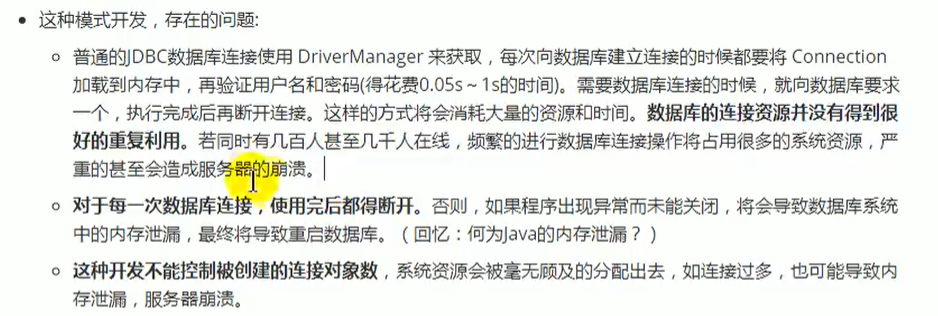 • 这种模式开发，存在的问题:
○ 普通的JDBC数据库连接使用 DriverManager 来获取，每次向数据库建立连接的时候都要将 Connection
加载到内存中，再验证用户名和密码(得花费0.05s～1s的时间)。需要数据库连接的时候，就向数据库要求
一个，执行完成后再断开连接。这样的方式将会消耗大量的资源和时间。数据库的连接资源并没有得到很
好的重复利用。若同时有几百人甚至几千人在线，频繁的进行数据库连接操作将占用很多的系统资源，严
重的甚至会造成服务器的崩溃。
○ 对于每一次数据库连接，使用完后都得断开。否则，如果程序出现异常而未能关闭，将会导致数据库系统
中的内存泄漏，最终将导致重启数据库。（回忆：何为Java的内存泄漏？）
○ 这种开发不能控制被创建的连接对象数，系统资源会被毫无顾及的分配出去，如连接过多，也可能导致内
存泄漏，服务器崩溃。